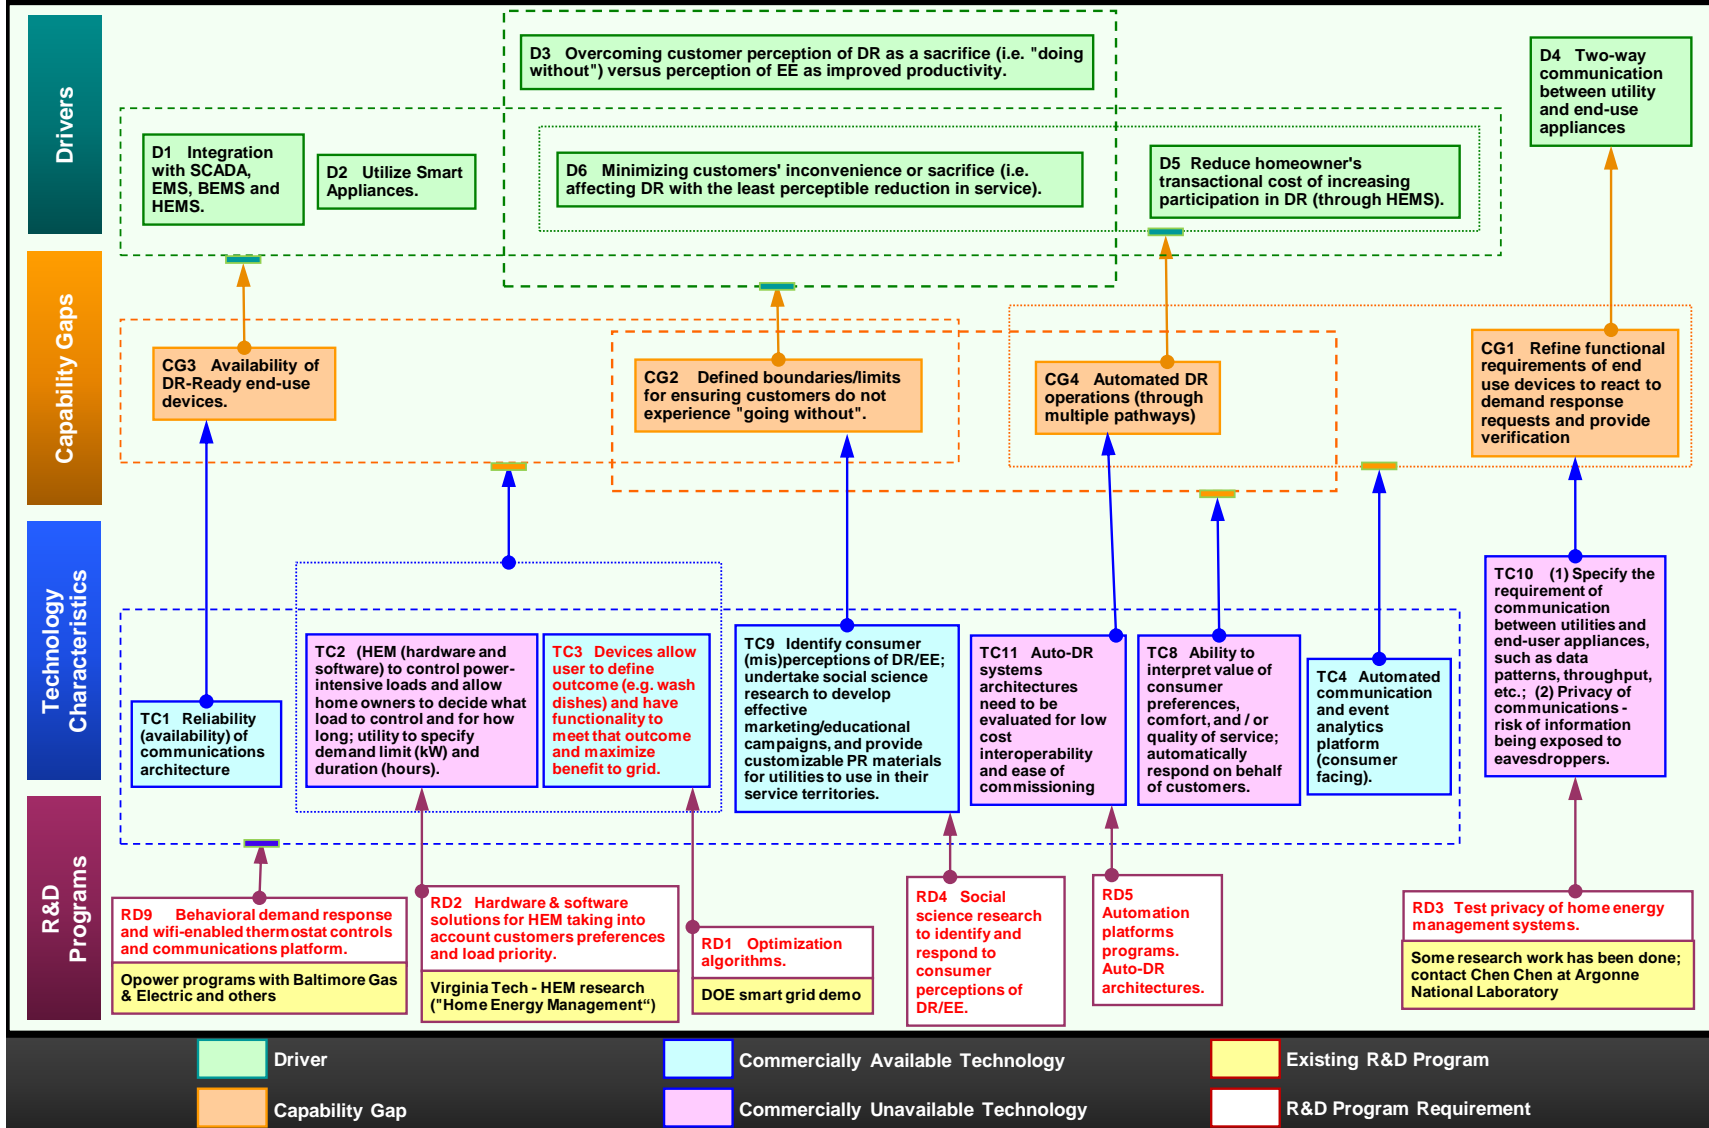 Drivers
D3 Overcoming customer perception of DR as a sacrifice (i.e. "doing
without") versus perception of EE as improved productivity.
D4 Two-way
communication
between utility
and end-use
appliances
D1 Integration
with SCADA,
EMS, BEMS and
HEMS.
D2 Utilize Smart
Appliances.
D6 Minimizing customers' inconvenience or sacrifice (i.e.
affecting DR with the least perceptible reduction in service).
D5 Reduce homeowner's
transactional cost of increasing
participation in DR (through HEMS).
Capability Gaps
CG3 Availability of
DR-Ready end-use
devices.
CG2 Defined boundaries/limits
for ensuring customers do not
experience "going without".
CG4 Automated DR
operations (through
multiple pathways)
CG1 Refine functional
requirements of end
use devices to react to
demand response
requests and provide
verification
Technology
Characteristics
TC1 Reliability
(availability) of
communications
architecture
TC2 (HEM (hardware and
software) to control power-
intensive loads and allow
home owners to decide what
load to control and for how
long; utility to specify
demand limit (kW) and
duration (hours).
TC3 Devices allow
user to define
outcome (e.g. wash
dishes) and have
functionality to
meet that outcome
and maximize
benefit to grid.
TC9 Identify consumer
(mis)perceptions of DR/EE;
undertake social science
research to develop
effective
marketing/educational
campaigns, and provide
customizable PR materials
for utilities to use in their
service territories.
TC11 Auto-DR
systems
architectures
need to be
evaluated for low
cost
interoperability
and ease of
commissioning
TC8 Ability to
interpret value of
consumer
preferences,
comfort, and / or
quality of service;
automatically
respond on behalf
of customers.
TC4 Automated
communication
and event
analytics
platform
(consumer
facing).
TC10 (1) Specify the
requirement of
communication
between utilities and
end-user appliances,
such as data
patterns, throughput,
etc.; (2) Privacy of
communications -
risk of information
being exposed to
eavesdroppers.
R&D
Programs
RD9 Behavioral demand response
and wifi-enabled thermostat controls
and communications platform.
Opower programs with Baltimore Gas
& Electric and others
RD2 Hardware & software
solutions for HEM taking into
account customers preferences
and load priority.
Virginia Tech - HEM research
("Home Energy Management“)
RD1 Optimization
algorithms.
DOE smart grid demo
RD4 Social
science research
to identify and
respond to
consumer
perceptions of
DR/EE.
RD5
Automation
platforms
programs.
Auto-DR
architectures.
RD3 Test privacy of home energy
management systems.
Some research work has been done;
contact Chen Chen at Argonne
National Laboratory
Driver
Commercially Available Technology
Existing R&D Program
Capability Gap
Commercially Unavailable Technology
R&D Program Requirement